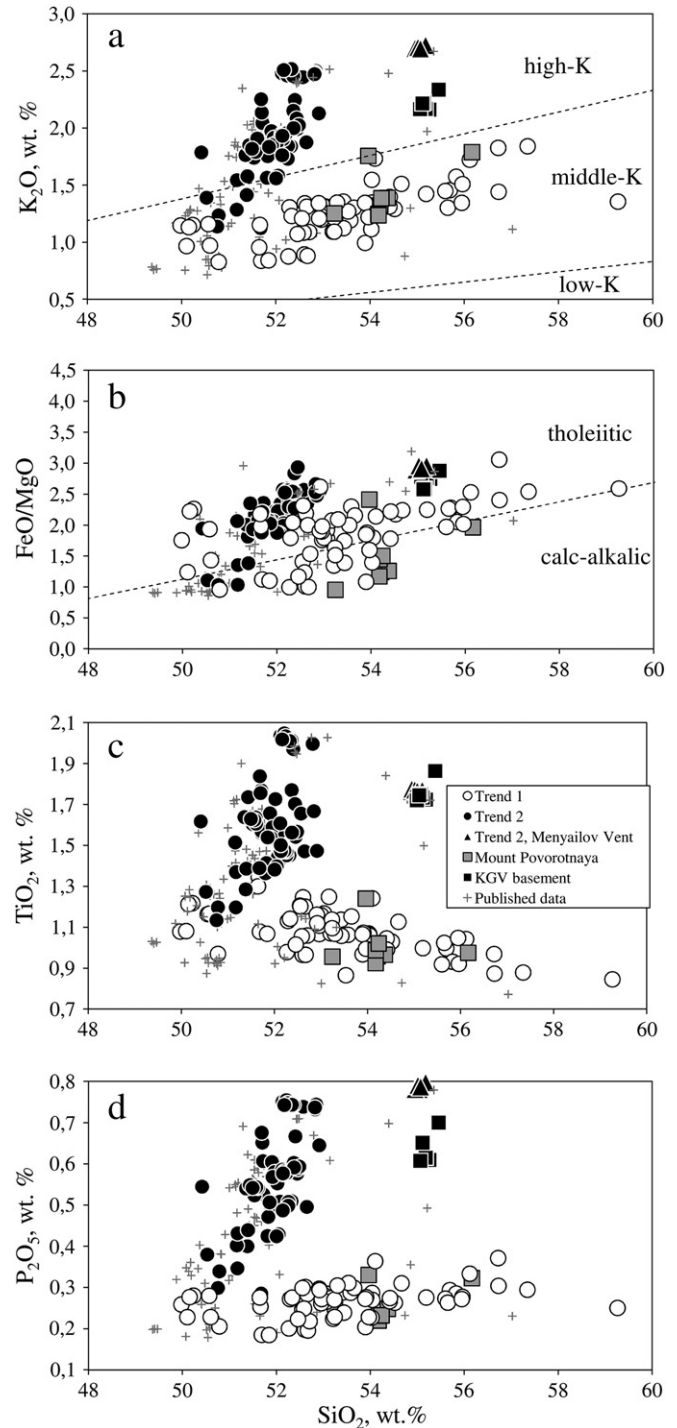 a
K₂O, wt. %
3,0
2,5
2,0
1,5
1,0
0,5
high-K
middle-K
low-K
48 50 52 54 56 58 60
b
FeO/MgO
4,5
4,0
3,5
3,0
2,5
2,0
1,5
1,0
0,5
0,0
tholeiitic
calc-alkalic
48 50 52 54 56 58 60
c
TiO₂, wt. %
2,1
1,9
1,7
1,5
1,3
1,1
0,9
0,7
Trend 1
Trend 2
Trend 2, Menyailov Vent
Mount Povorotnaya
KGV basement
Published data
48 50 52 54 56 58 60
d
P₂O₅, wt. %
0,8
0,7
0,6
0,5
0,4
0,3
0,2
0,1
48 50 52 54 56 58 60
SiO₂, wt.%